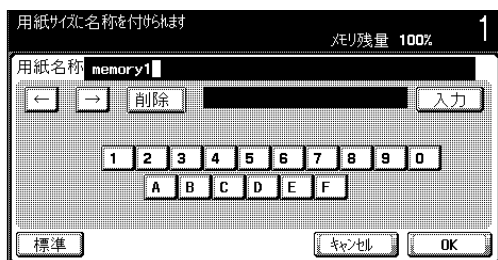 用紙サイズに名称を付けられます
メモリ残量 100% 1
用紙名称 memory1
← → 削除 入力
1 2 3 4 5 6 7 8 9 0
A B C D E F
標準 キャンセル OK